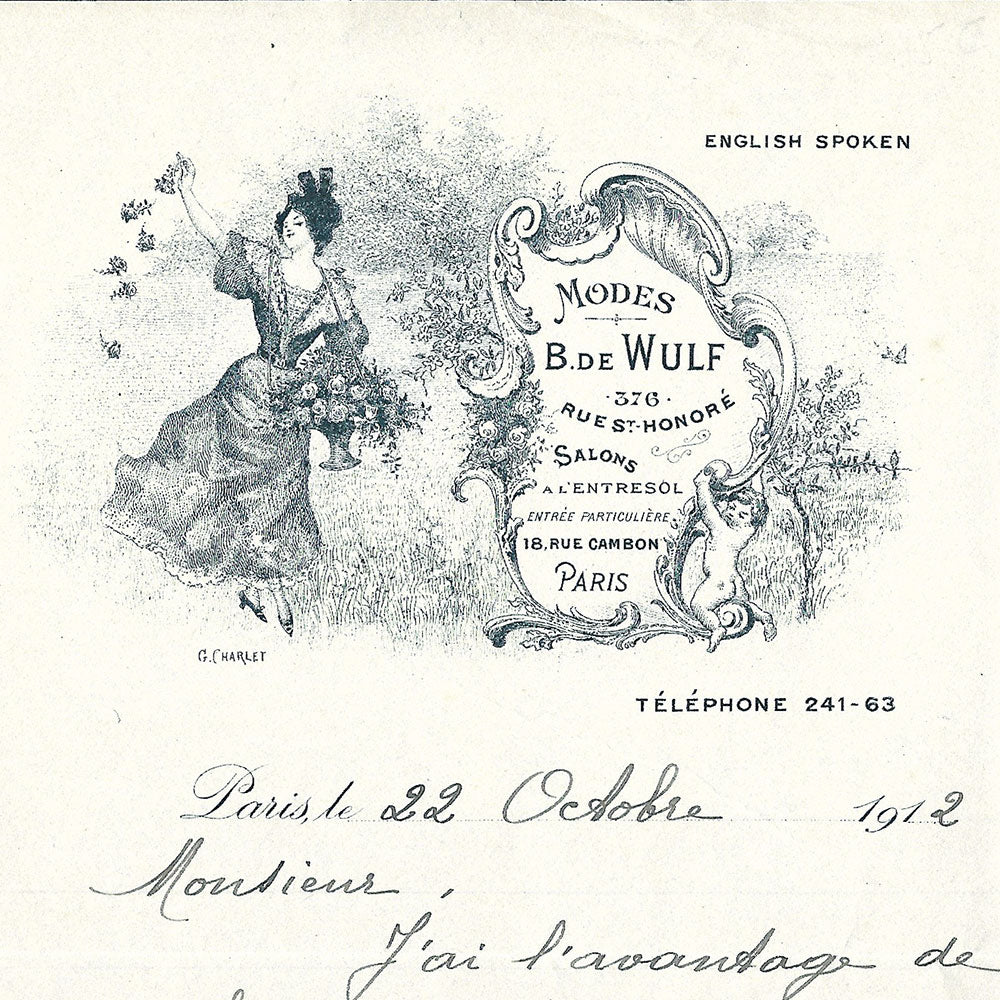 ENGLISH SPOKEN
MODES
B. DE WULF
·376·
RUE ST-HONORÉ
SALONS
A L'ENTRESOL
ENTRÉE PARTICULIÈRE
18, RUE CAMBON
PARIS
G. CHARLET
TÉLÉPHONE 241-63
Paris, le 22 Octobre 1912
Monsieur,
J'ai l'avantage de